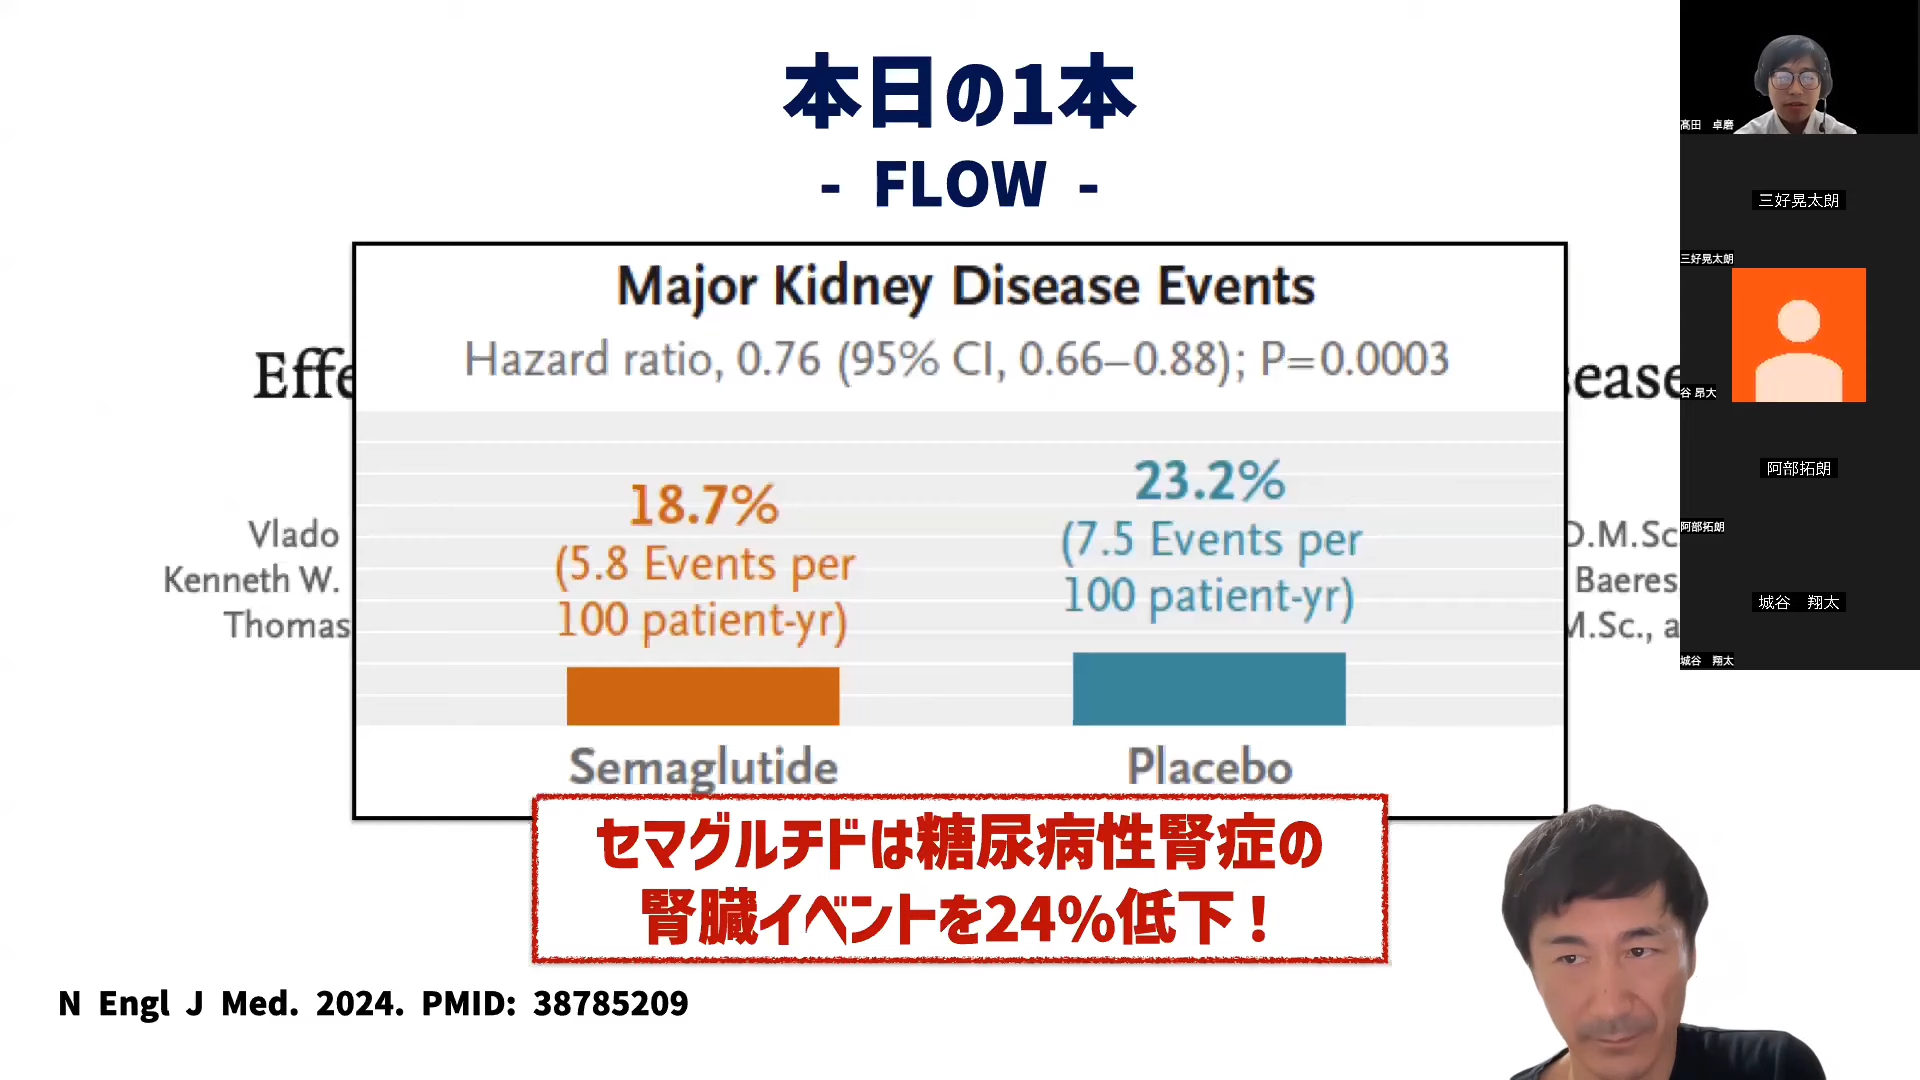 本日の1本
- FLOW -
Major Kidney Disease Events
Hazard ratio, 0.76 (95% CI, 0.66–0.88); P=0.0003
Effe
sease
18.7%
(5.8 Events per
100 patient-yr)
23.2%
(7.5 Events per
100 patient-yr)
Vlado
Kenneth W.
Thomas
D.M.Sc
Baeres
M.Sc., a
Semaglutide
Placebo
セマグルチドは糖尿病性腎症の
腎臓イベントを24%低下！
N Engl J Med. 2024. PMID: 38785209
髙田 卓磨
三好晃太朗
三好晃太朗
谷 昂大
阿部拓朗
阿部拓朗
城谷 翔太
城谷 翔太